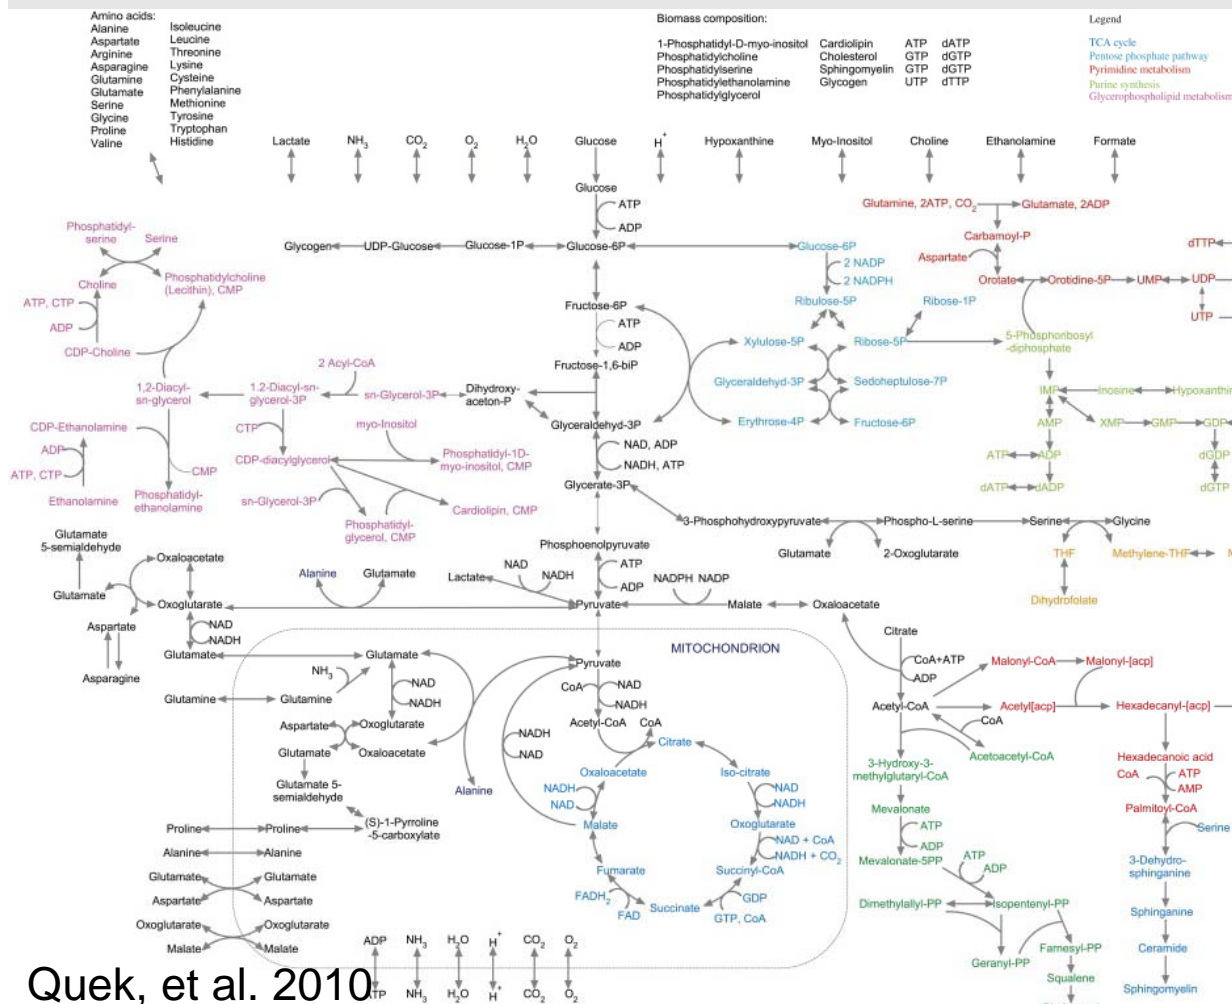 Amino acids:
Alanine
Aspartate
Arginine
Asparagine
Glutamine
Glutamate
Serine
Glycine
Proline
Valine
Isoleucine
Leucine
Threonine
Lysine
Cysteine
Phenylalanine
Methionine
Tyrosine
Tryptophan
Histidine
Biomass composition:
1-Phosphatidyl-D-myo-inositol Cardiolipin ATP dATP
Phosphatidylcholine Cholesterol GTP dGTP
Phosphatidylserine Sphingomyelin GTP dGTP
Phosphatidylethanolamine Glycogen UTP dTTP
Phosphatidylglycerol
Legend
TCA cycle
Pentose phosphate pathway
Pyrimidine metabolism
Purine synthesis
Glycerophospholipid metabolism
Lactate NH3 CO2 O2 H2O Glucose H+ Hypoxanthine Myo-Inositol Choline Ethanolamine Formate
Glucose
ATP
ADP
Glycogen UDP-Glucose Glucose-1P Glucose-6P Glucose-6P
Fructose-6P
ATP
ADP
Fructose-1,6-biP
Dihydroxy-
aceton-P
Glyceraldehyd-3P
NAD, ADP
NADH, ATP
Glycerate-3P
Phosphoenolpyruvate
ATP
ADP
Pyruvate
2 NADP
2 NADPH
Ribulose-5P
Ribose-1P
Xylulose-5P
Ribose-5P
Glyceraldehyd-3P
Sedoheptulose-7P
Erythrose-4P
Fructose-6P
Glutamine, 2ATP, CO2
Glutamate, 2ADP
Carbamoyl-P
Aspartate
Orotate
Orotidine-5P
UMP
UDP
dTTP
UTP
5-Phosphoribosyl
-diphosphate
IMP
Inosine
Hypoxanthin
AMP
XMP
GMP
GDP
ATP
ADP
dGDP
dATP
dADP
dGTP
Phosphatidyl-
serine
Serine
Choline
Phosphatidylcholine
(Lecithin), CMP
ATP, CTP
ADP
CDP-Choline
2 Acyl-CoA
1,2-Diacyl-
sn-glycerol
1.2-Diacyl-sn-
glycerol-3P
sn-Glycerol-3P
CDP-Ethanolamine
CTP
myo-Inositol
ADP
ATP, CTP
CMP
CDP-diacylglycerol
Phosphatidyl-1D-
myo-inositol, CMP
Ethanolamine
Phosphatidyl-
ethanolamine
sn-Glycerol-3P
Phosphatidyl-
glycerol, CMP
Cardiolipin, CMP
3-Phosphohydroxypyruvate
Phospho-L-serine
Serine
Glycine
Glutamate
2-Oxoglutarate
THF
Methylene-THF
Dihydrofolate
Glutamate
5-semialdehyde
Oxaloacetate
Glutamate
Oxoglutarate
Aspartate
NAD
NADH
Asparagine
Glutamate
Alanine
Glutamate
Lactate
NAD
NADH
NADPH NADP
Malate
Oxaloacetate
MITOCHONDRION
Glutamate
NH3
NAD
NADH
Glutamine
Glutamine
Aspartate
Oxoglutarate
Glutamate
Oxaloacetate
Glutamate 5-
semialdehyde
Alanine
(S)-1-Pyrroline
-5-carboxylate
Proline
Proline
Alanine
Alanine
Glutamate
Glutamate
Aspartate
Aspartate
Oxoglutarate
Oxoglutarate
Malate
Malate
Pyruvate
CoA
NAD
NADH
Acetyl-CoA
CoA
NADH
NAD
Citrate
Oxaloacetate
Iso-citrate
NADH
NAD
NAD
NADH
Malate
Oxoglutarate
NAD + CoA
NADH + CO2
Fumarate
Succinyl-CoA
FADH2
FAD
Succinate
GDP
GTP, CoA
ADP NH3 H2O H+ CO2 O2
TP NH3 H2O H+ CO2 O2
Citrate
CoA+ATP
ADP
Acetyl-CoA
Malonyl-CoA
Malonyl-[acp]
Acetyl[acp]
Hexadecanyl-[acp]
CoA
Acetoacetyl-CoA
3-Hydroxy-3-
methylglutaryl-CoA
Mevalonate
ATP
ADP
Mevalonate-5PP
ATP
ADP
Dimethylallyl-PP
Isopentenyl-PP
Geranyl-PP
Farnesyl-PP
Squalene
Hexadecanoic acid
CoA
ATP
AMP
Palmitoyl-CoA
Serine
3-Dehydro-
sphinganine
Sphinganine
Ceramide
Sphingomyelin
Quek, et al. 2010